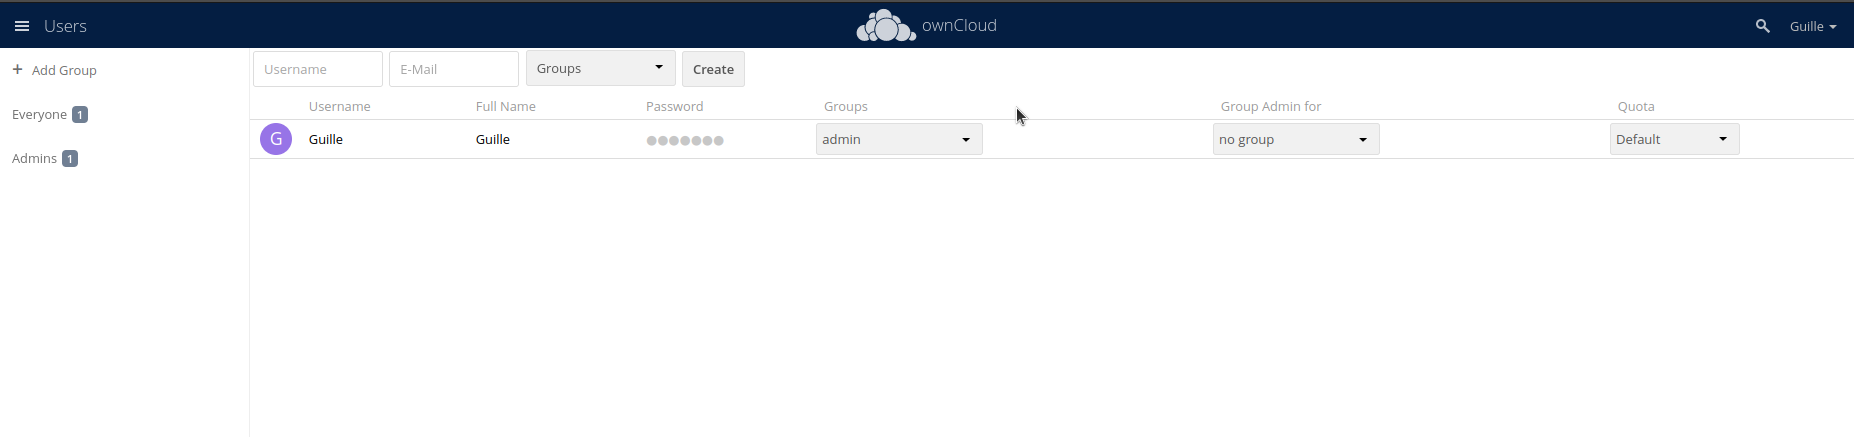 Users
ownCloud
Guille
+ Add Group
Everyone 1
Admins 1
Username
E-Mail
Groups
Create
Username Full Name Password Groups Group Admin for Quota
G Guille Guille admin no group Default